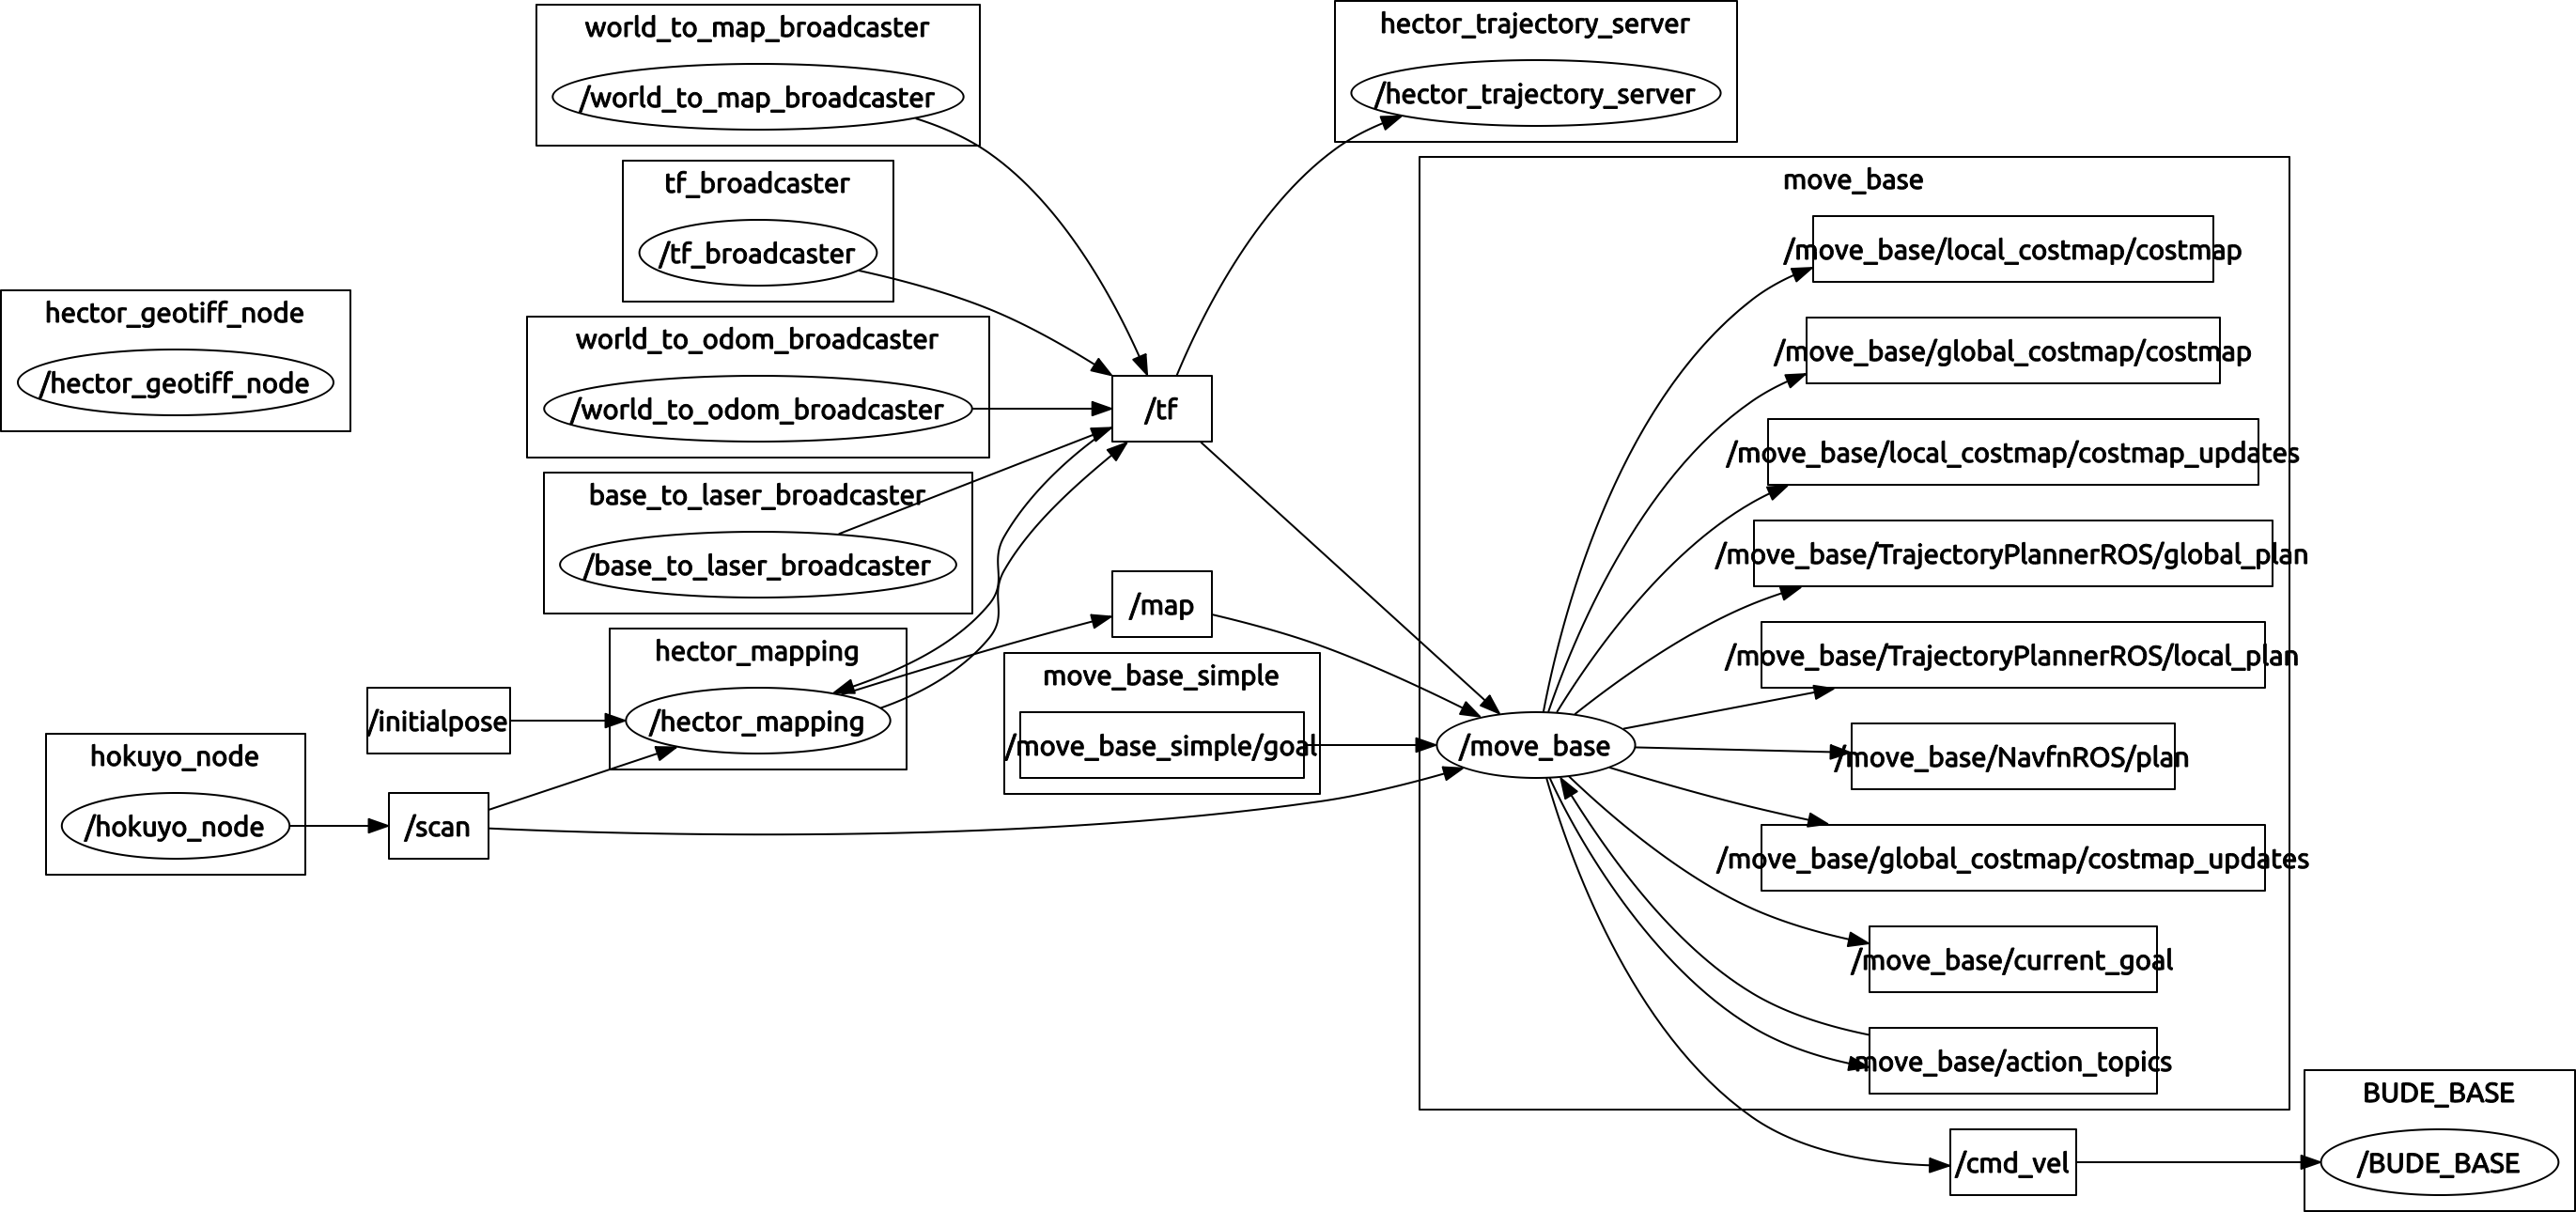 world_to_map_broadcaster
/world_to_map_broadcaster
hector_trajectory_server
/hector_trajectory_server
tf_broadcaster
/tf_broadcaster
hector_geotiff_node
/hector_geotiff_node
world_to_odom_broadcaster
/world_to_odom_broadcaster
/tf
base_to_laser_broadcaster
/base_to_laser_broadcaster
/map
hector_mapping
/hector_mapping
/initialpose
hokuyo_node
/hokuyo_node
/scan
move_base_simple
/move_base_simple/goal
move_base
/move_base
/move_base/local_costmap/costmap
/move_base/global_costmap/costmap
/move_base/local_costmap/costmap_updates
/move_base/TrajectoryPlannerROS/global_plan
/move_base/TrajectoryPlannerROS/local_plan
/move_base/NavfnROS/plan
/move_base/global_costmap/costmap_updates
/move_base/current_goal
move_base/action_topics
/cmd_vel
BUDE_BASE
/BUDE_BASE